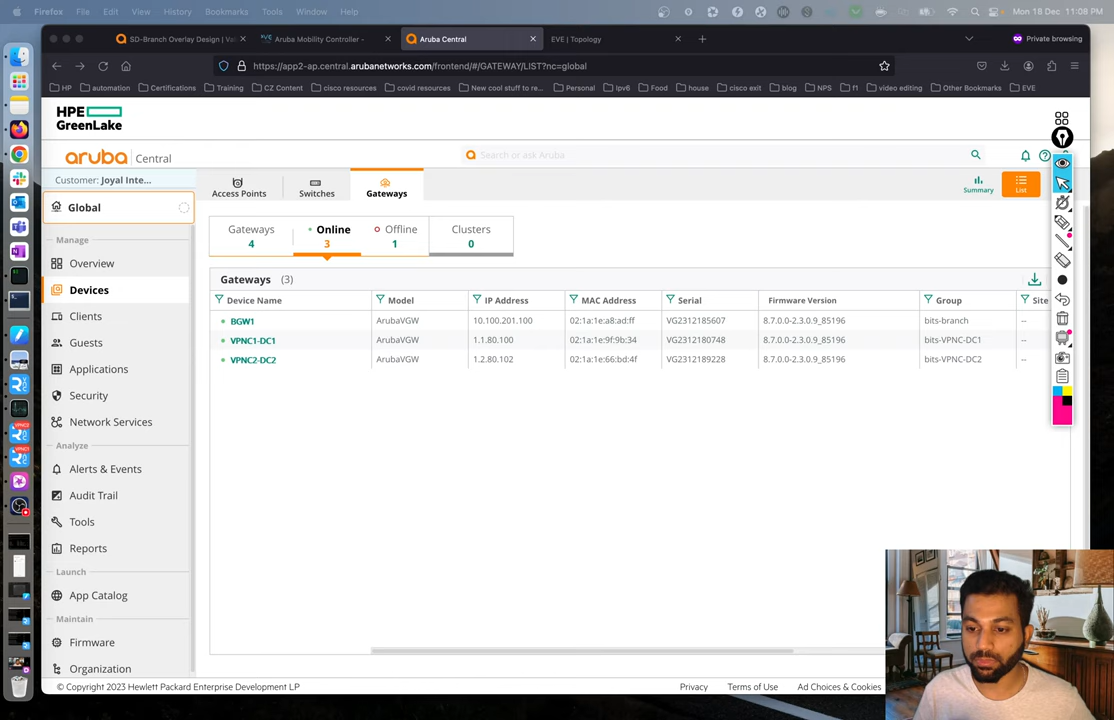 Firefox File Edit View History Bookmarks Tools Window Help Mon 18 Dec 11:08 PM
SD-Branch Overlay Design | Va Aruba Mobility Controller - Aruba Central EVE | Topology Private browsing
https://app2-ap.central.arubanetworks.com/frontend/#/GATEWAY/LIST?nc=global
HP automation Certifications Training CZ Content cisco resources covid resources New cool stuff to re... Personal Ipv6 Food house cisco exit blog NPS f1 video editing Other Bookmarks EVE
HPE
GreenLake
aruba Central Search or ask Aruba
Customer: Joyal Inte...
Global
Access Points Switches Gateways Summary List
Manage
Overview
Devices
Clients
Guests
Applications
Security
Network Services
Analyze
Alerts & Events
Audit Trail
Tools
Reports
Launch
App Catalog
Maintain
Firmware
Organization
Gateways Online Offline Clusters
4 3 1 0
Gateways (3)
Device Name Model IP Address MAC Address Serial Firmware Version Group Site
BGW1 ArubaVGW 10.100.201.100 02:1a:1e:a8:ad:ff VG2312185607 8.7.0.0-2.3.0.9_85196 bits-branch --
VPNC1-DC1 ArubaVGW 1.1.80.100 02:1a:1e:9f:9b:34 VG2312180748 8.7.0.0-2.3.0.9_85196 bits-VPNC-DC1 --
VPNC2-DC2 ArubaVGW 1.2.80.102 02:1a:1e:66:bd:4f VG2312189228 8.7.0.0-2.3.0.9_85196 bits-VPNC-DC2 --
© Copyright 2023 Hewlett Packard Enterprise Development LP Privacy Terms of Use Ad Choices & Cookies